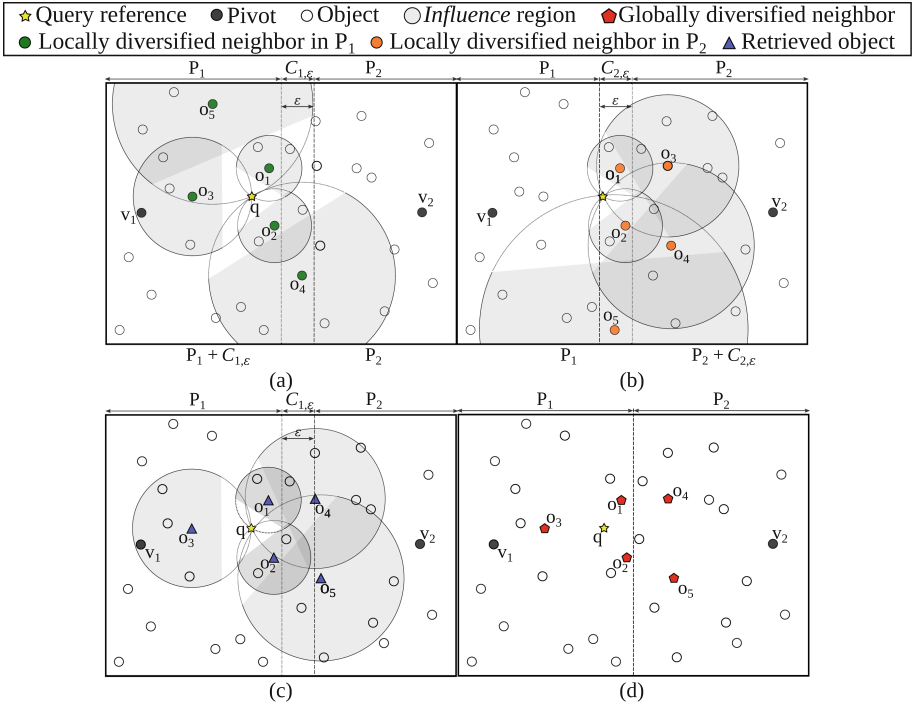 Query reference Pivot Object Influence region Globally diversified neighbor
Locally diversified neighbor in P1 Locally diversified neighbor in P2 Retrieved object
P1 C1,ε P2 P1 C2,ε P2
ε ε
o5
o1 o3
o3 o1
v1 q v2 v1 v2
o2 o2
o4 o4
o5
P1 + C1,ε P2 P1 P2 + C2,ε
(a) (b)
P1 C1,ε P2 P1 P2
ε
o1 o4 o1 o4
q o3
v1 o3 v2 v1 q v2
o2 o2
o5 o5
(c) (d)